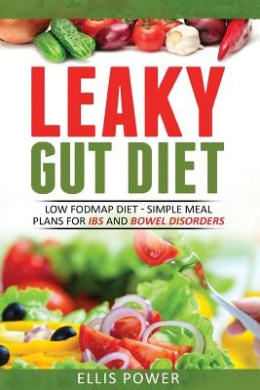 LEAKY
GUT DIET
LOW FODMAP DIET - SIMPLE MEAL
PLANS FOR IBS AND BOWEL DISORDERS
ELLIS POWER